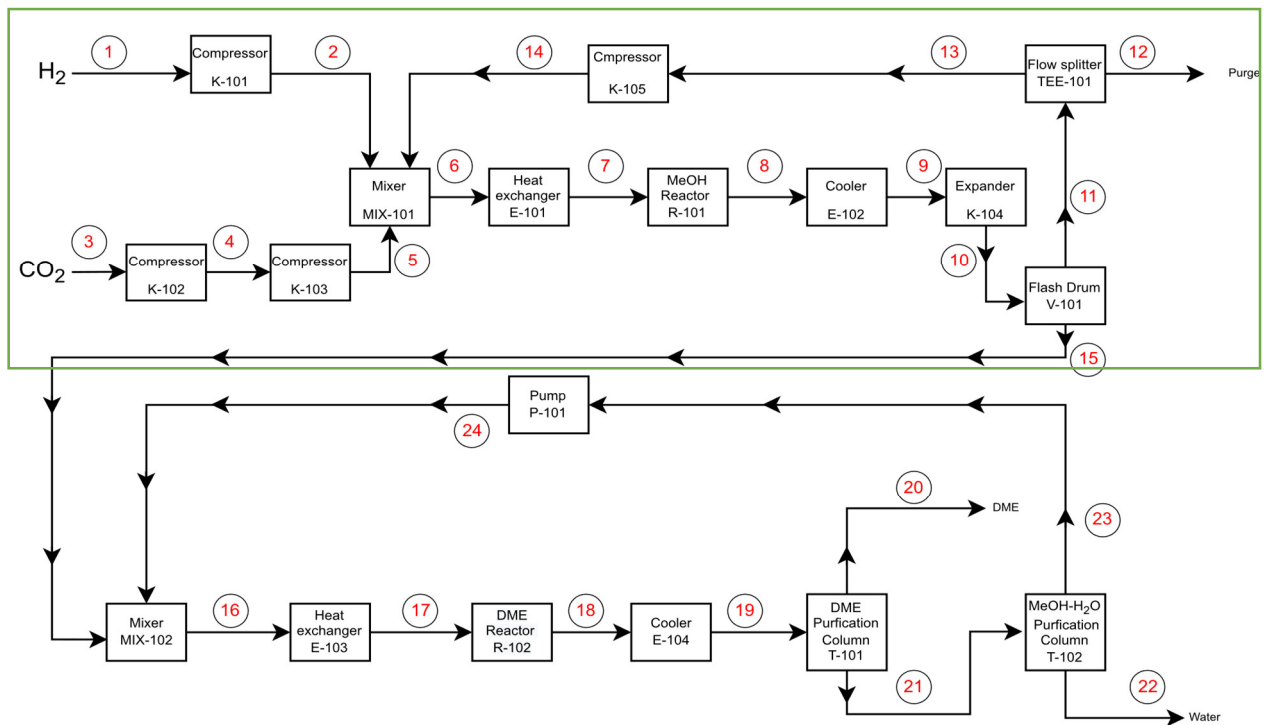 1
2
14
13
12
H2
Compressor
K-101
Cmpressor
K-105
Flow splitter
TEE-101
Purge
6
7
8
9
11
Mixer
MIX-101
Heat
exchanger
E-101
MeOH
Reactor
R-101
Cooler
E-102
Expander
K-104
3
4
5
10
CO2
Compressor
K-102
Compressor
K-103
Flash Drum
V-101
15
Pump
P-101
24
20
DME
23
16
17
18
19
Mixer
MIX-102
Heat
exchanger
E-103
DME
Reactor
R-102
Cooler
E-104
DME
Purfication
Column
T-101
MeOH-H2O
Purfication
Column
T-102
21
22
Water